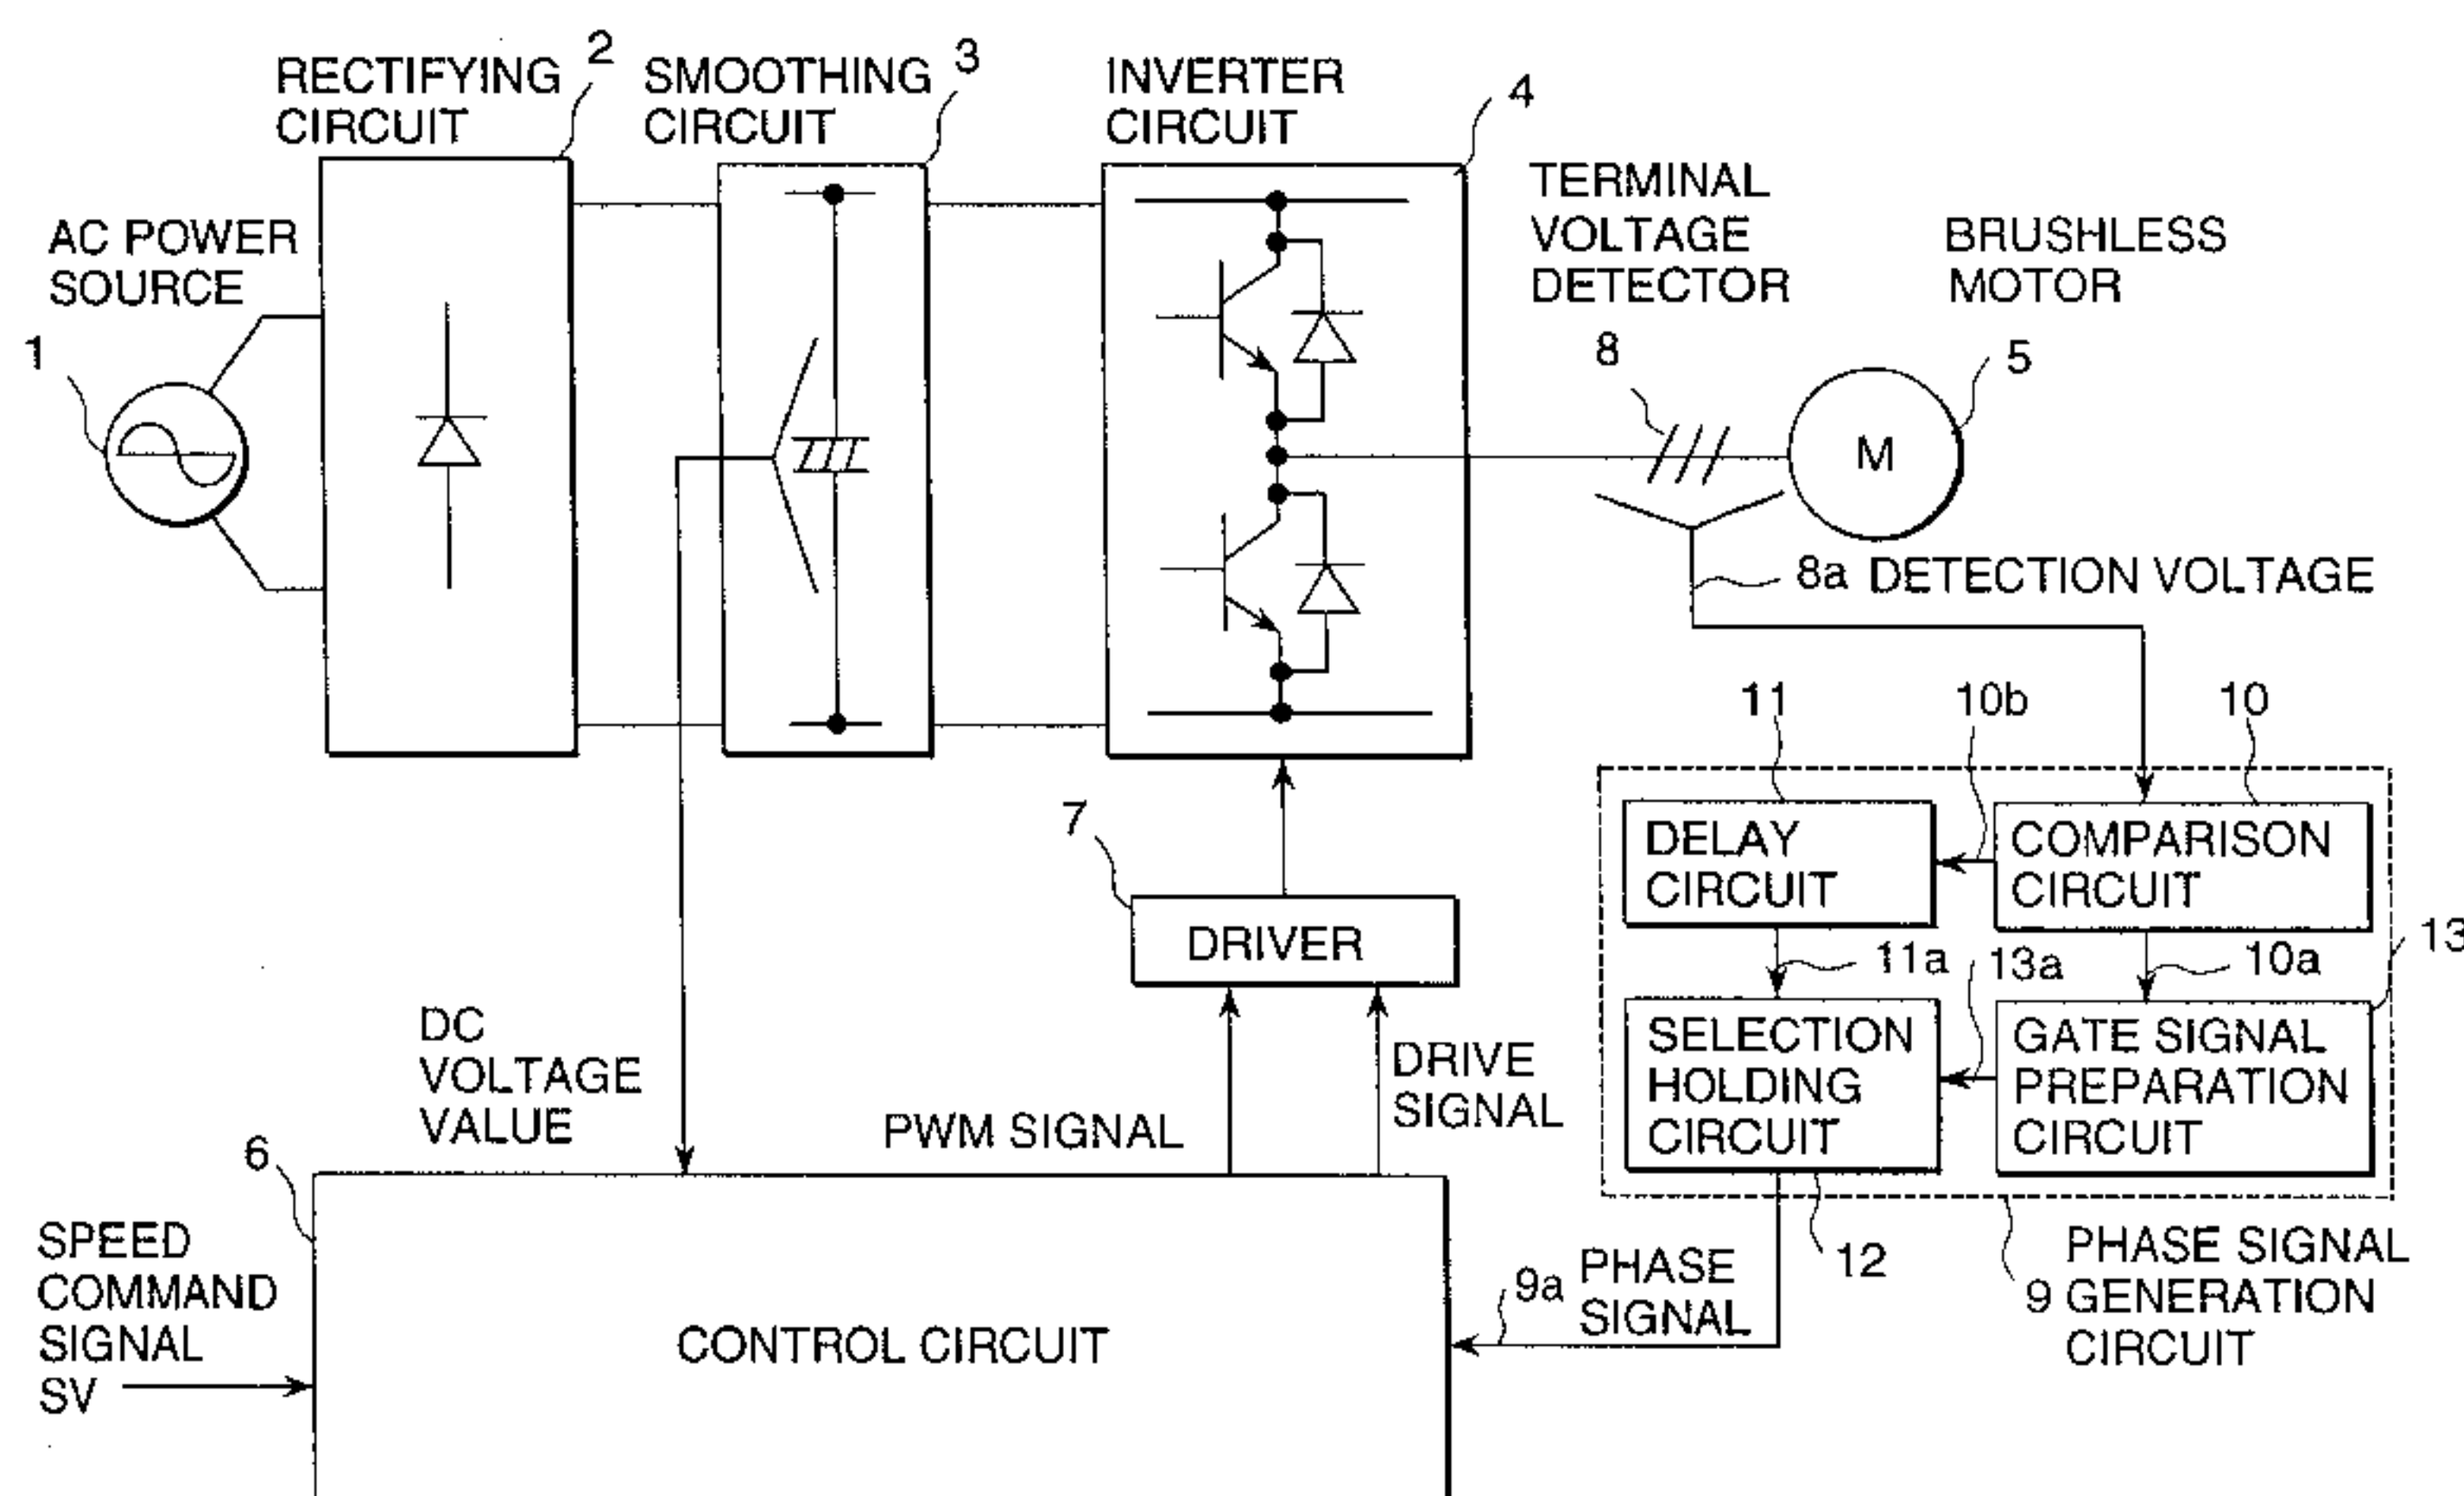 RECTIFYING
CIRCUIT
2
SMOOTHING
CIRCUIT
3
INVERTER
CIRCUIT
4
AC POWER
SOURCE
1
TERMINAL
VOLTAGE
DETECTOR
8
BRUSHLESS
MOTOR
5
M
8a DETECTION VOLTAGE
11
10b
10
DELAY
CIRCUIT
COMPARISON
CIRCUIT
7
DRIVER
11a
13a
10a
13
SELECTION
HOLDING
CIRCUIT
GATE SIGNAL
PREPARATION
CIRCUIT
DC
VOLTAGE
VALUE
PWM SIGNAL
DRIVE
SIGNAL
6
SPEED
COMMAND
SIGNAL
SV
CONTROL CIRCUIT
9a
PHASE
SIGNAL
12
9
PHASE SIGNAL
GENERATION
CIRCUIT